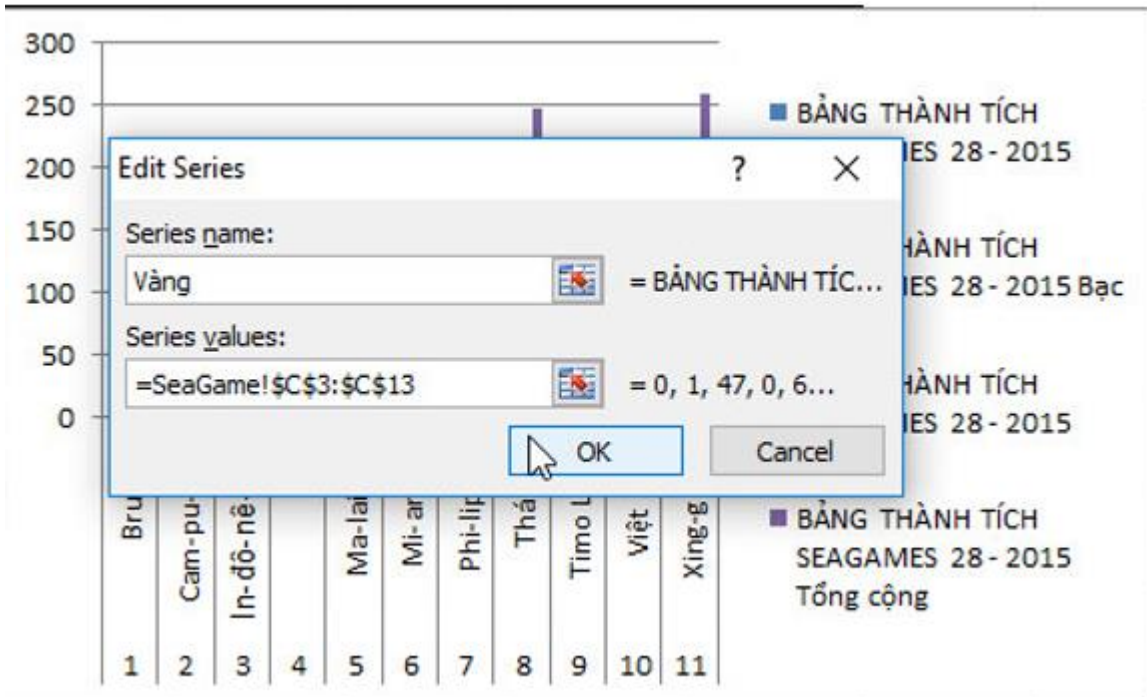 300
250
200
150
100
50
0
BẢNG THÀNH TÍCH
IES 28 - 2015
HÀNH TÍCH
IES 28 - 2015 Bạc
HÀNH TÍCH
IES 28 - 2015
BẢNG THÀNH TÍCH
SEAGAMES 28 - 2015
Tổng cộng
Edit Series
?
Series name:
Vàng
= BẢNG THÀNH TÍC...
Series values:
=SeaGame!$C$3:$C$13
= 0, 1, 47, 0, 6...
OK
Cancel
Bru
Cam-pu-
In-đô-nê-
Ma-lai
Mi-an
Phi-lip
Thá
Timo L
Việt
Xing-g
1 2 3 4 5 6 7 8 9 10 11